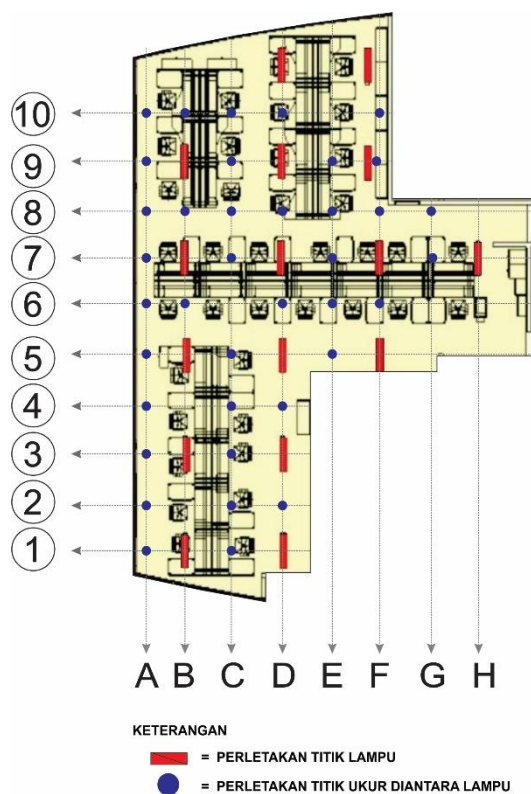 10
9
8
7
6
5
4
3
2
1
A B C D E F G H
KETERANGAN
= PERLETAKAN TITIK LAMPU
= PERLETAKAN TITIK UKUR DIANTARA LAMPU